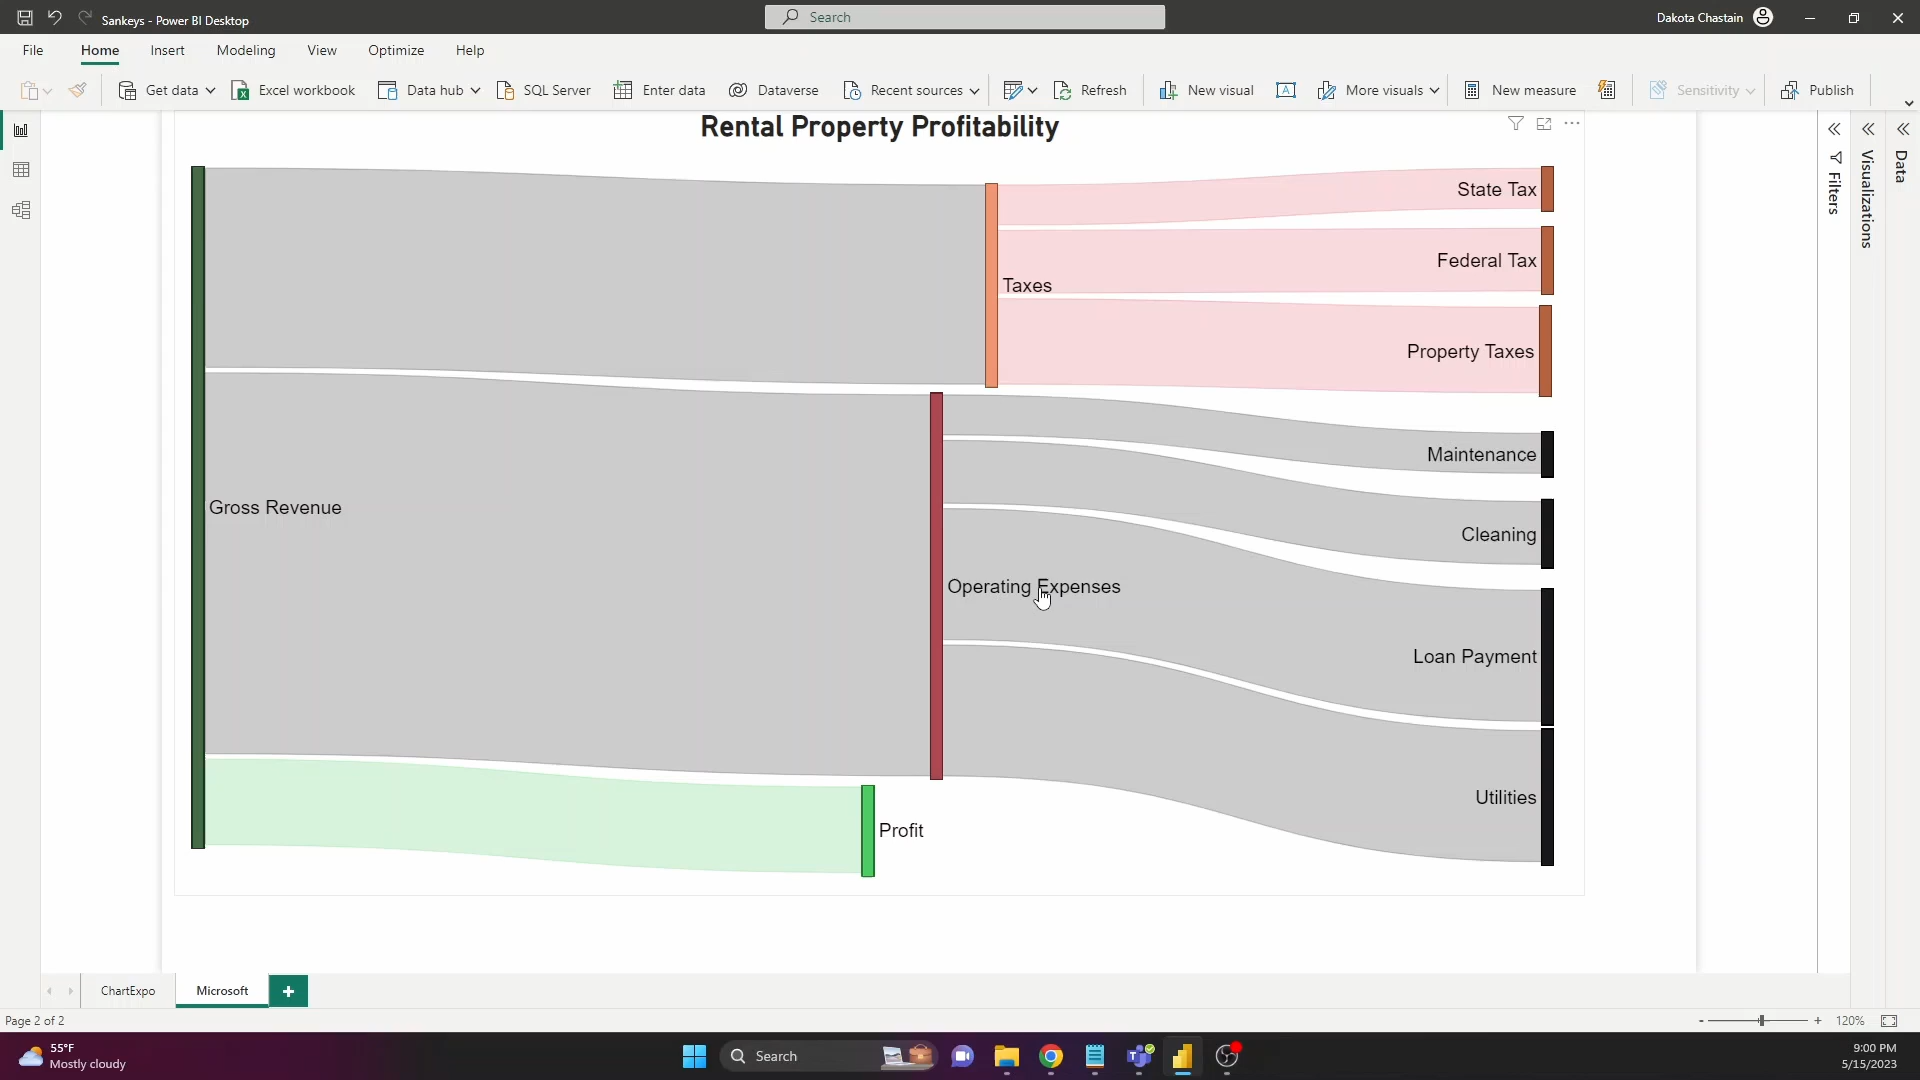 Sankeys - Power BI Desktop
Search
Dakota Chastain
File Home Insert Modeling View Optimize Help
Get data Excel workbook Data hub SQL Server Enter data Dataverse Recent sources Refresh New visual More visuals New measure Sensitivity Publish
Rental Property Profitability
Filters
Visualizations
Data
State Tax
Federal Tax
Taxes
Property Taxes
Maintenance
Gross Revenue
Cleaning
Operating Expenses
Loan Payment
Utilities
Profit
ChartExpo Microsoft
Page 2 of 2
120%
55°F
Mostly cloudy
Search
9:00 PM
5/15/2023